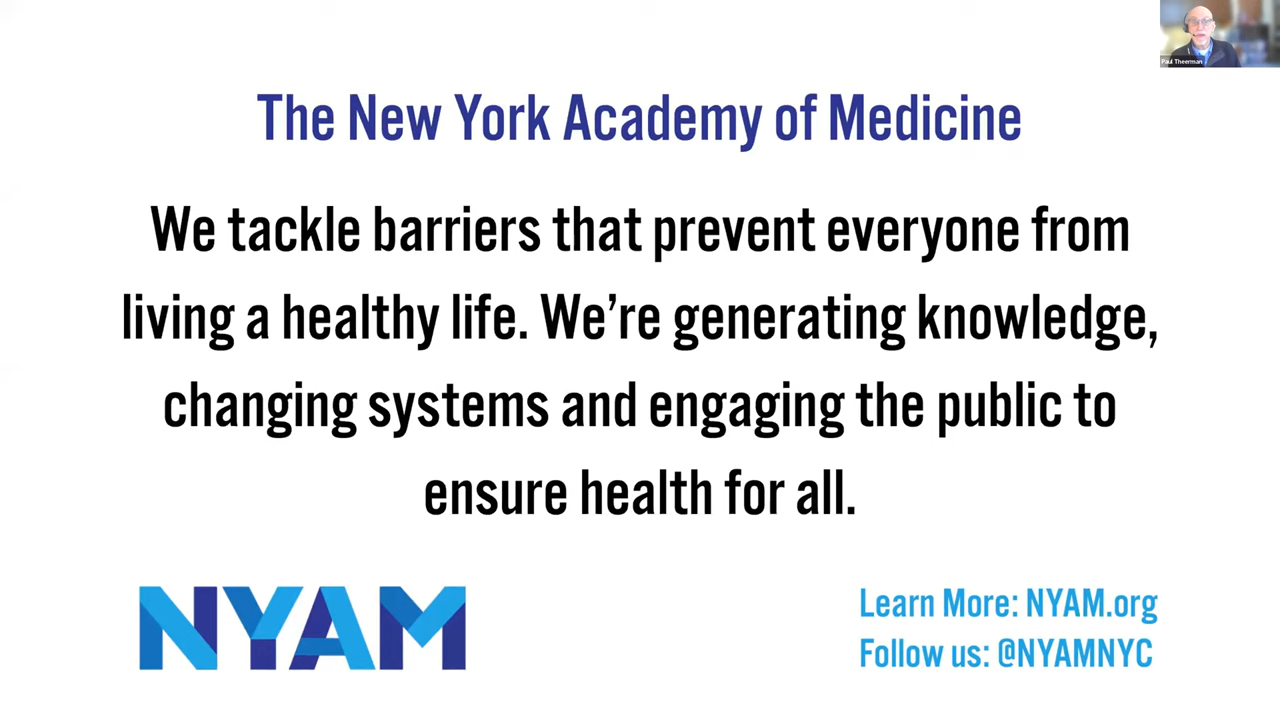 Paul Theerman
The New York Academy of Medicine
We tackle barriers that prevent everyone from
living a healthy life. We’re generating knowledge,
changing systems and engaging the public to
ensure health for all.
NYAM
Learn More: NYAM.org
Follow us: @NYAMNYC